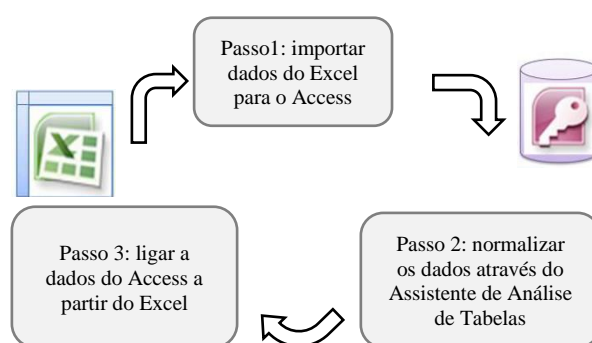 Passo1: importar
dados do Excel
para o Access
Passo 3: ligar a
dados do Access a
partir do Excel
Passo 2: normalizar
os dados através do
Assistente de Análise
de Tabelas